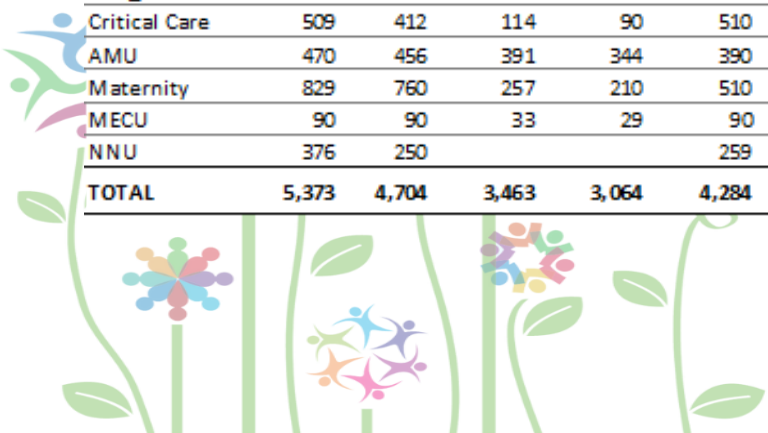 Critical Care 509 412 114 90 510
AMU 470 456 391 344 390
Maternity 829 760 257 210 510
MECU 90 90 33 29 90
NNU 376 250 259
TOTAL 5,373 4,704 3,463 3,064 4,284